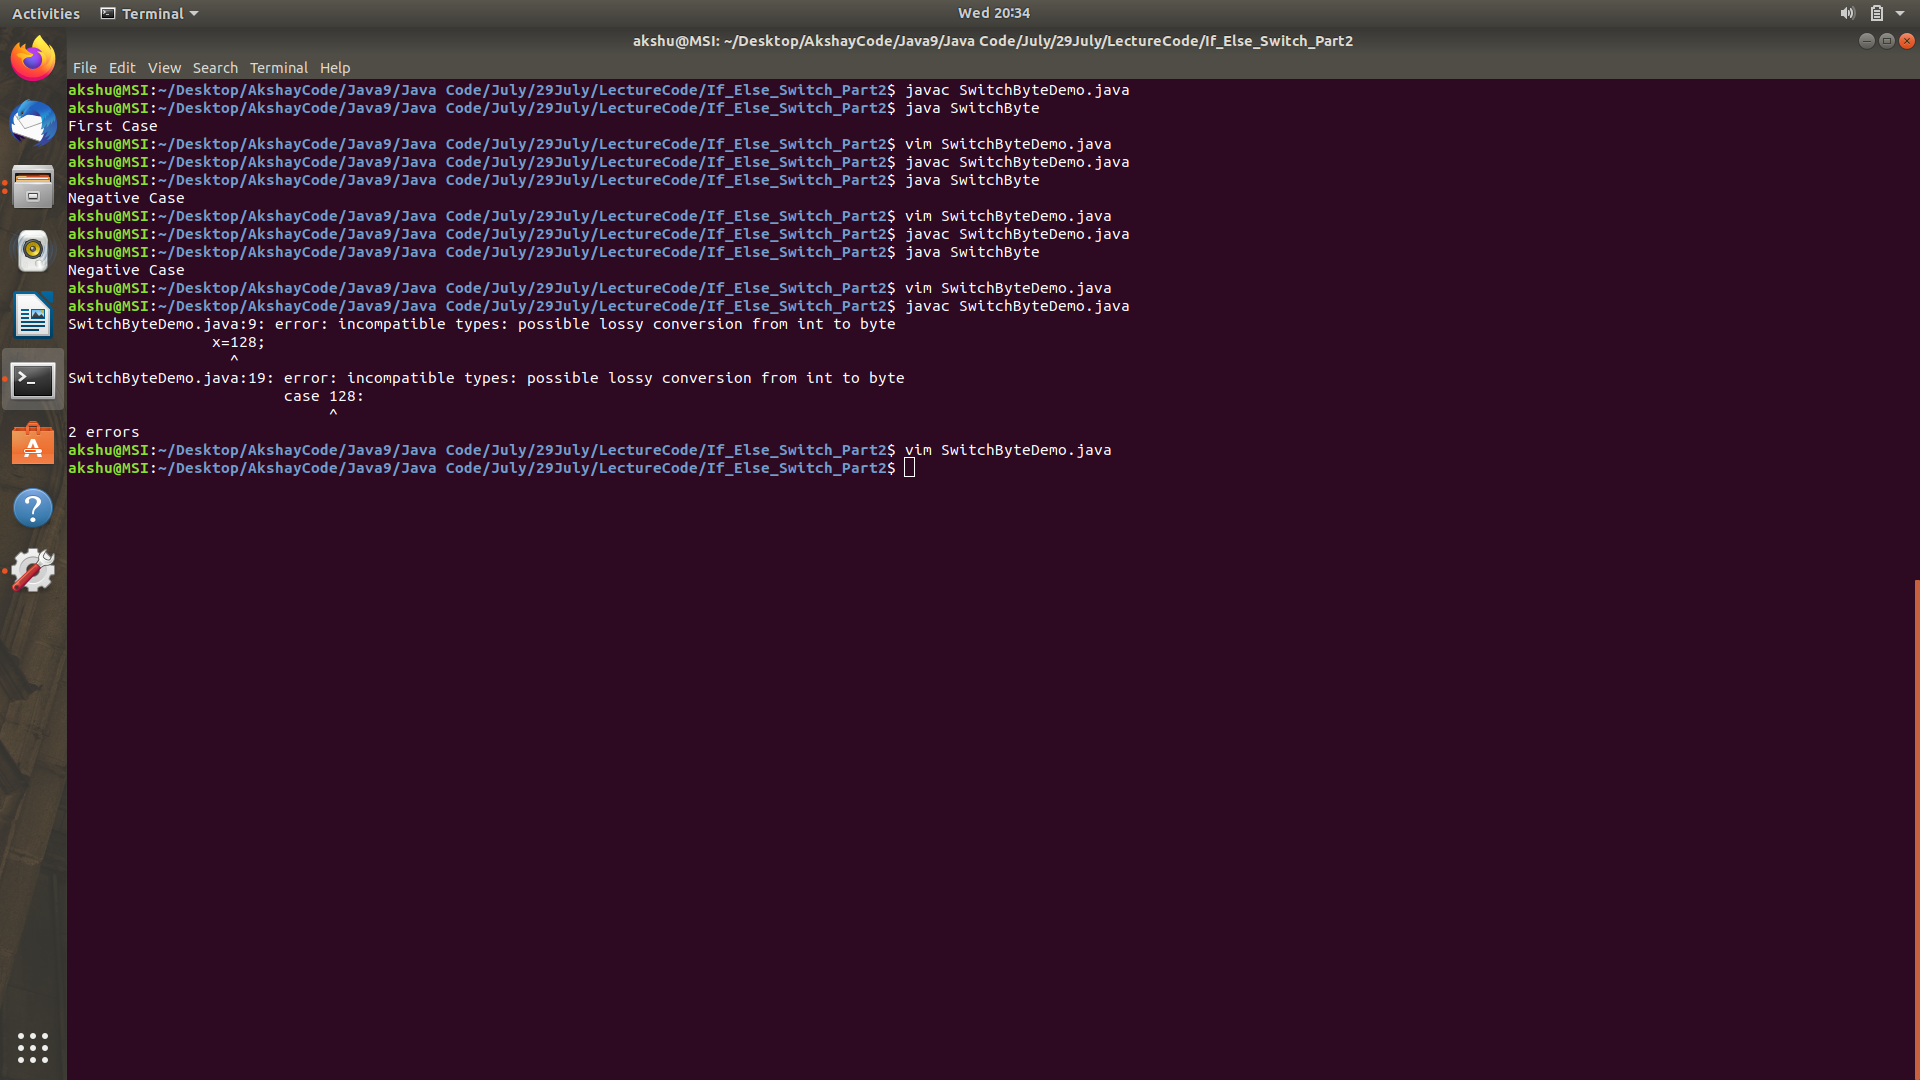 Activities Terminal Wed 20:34
akshu@MSI: ~/Desktop/AkshayCode/Java9/Java Code/July/29July/LectureCode/If_Else_Switch_Part2
File Edit View Search Terminal Help
akshu@MSI:~/Desktop/AkshayCode/Java9/Java Code/July/29July/LectureCode/If_Else_Switch_Part2$ javac SwitchByteDemo.java
akshu@MSI:~/Desktop/AkshayCode/Java9/Java Code/July/29July/LectureCode/If_Else_Switch_Part2$ java SwitchByte
First Case
akshu@MSI:~/Desktop/AkshayCode/Java9/Java Code/July/29July/LectureCode/If_Else_Switch_Part2$ vim SwitchByteDemo.java
akshu@MSI:~/Desktop/AkshayCode/Java9/Java Code/July/29July/LectureCode/If_Else_Switch_Part2$ javac SwitchByteDemo.java
akshu@MSI:~/Desktop/AkshayCode/Java9/Java Code/July/29July/LectureCode/If_Else_Switch_Part2$ java SwitchByte
Negative Case
akshu@MSI:~/Desktop/AkshayCode/Java9/Java Code/July/29July/LectureCode/If_Else_Switch_Part2$ vim SwitchByteDemo.java
akshu@MSI:~/Desktop/AkshayCode/Java9/Java Code/July/29July/LectureCode/If_Else_Switch_Part2$ javac SwitchByteDemo.java
akshu@MSI:~/Desktop/AkshayCode/Java9/Java Code/July/29July/LectureCode/If_Else_Switch_Part2$ java SwitchByte
Negative Case
akshu@MSI:~/Desktop/AkshayCode/Java9/Java Code/July/29July/LectureCode/If_Else_Switch_Part2$ vim SwitchByteDemo.java
akshu@MSI:~/Desktop/AkshayCode/Java9/Java Code/July/29July/LectureCode/If_Else_Switch_Part2$ javac SwitchByteDemo.java
SwitchByteDemo.java:9: error: incompatible types: possible lossy conversion from int to byte
                x=128;
                  ^
SwitchByteDemo.java:19: error: incompatible types: possible lossy conversion from int to byte
                        case 128:
                             ^
2 errors
akshu@MSI:~/Desktop/AkshayCode/Java9/Java Code/July/29July/LectureCode/If_Else_Switch_Part2$ vim SwitchByteDemo.java
akshu@MSI:~/Desktop/AkshayCode/Java9/Java Code/July/29July/LectureCode/If_Else_Switch_Part2$